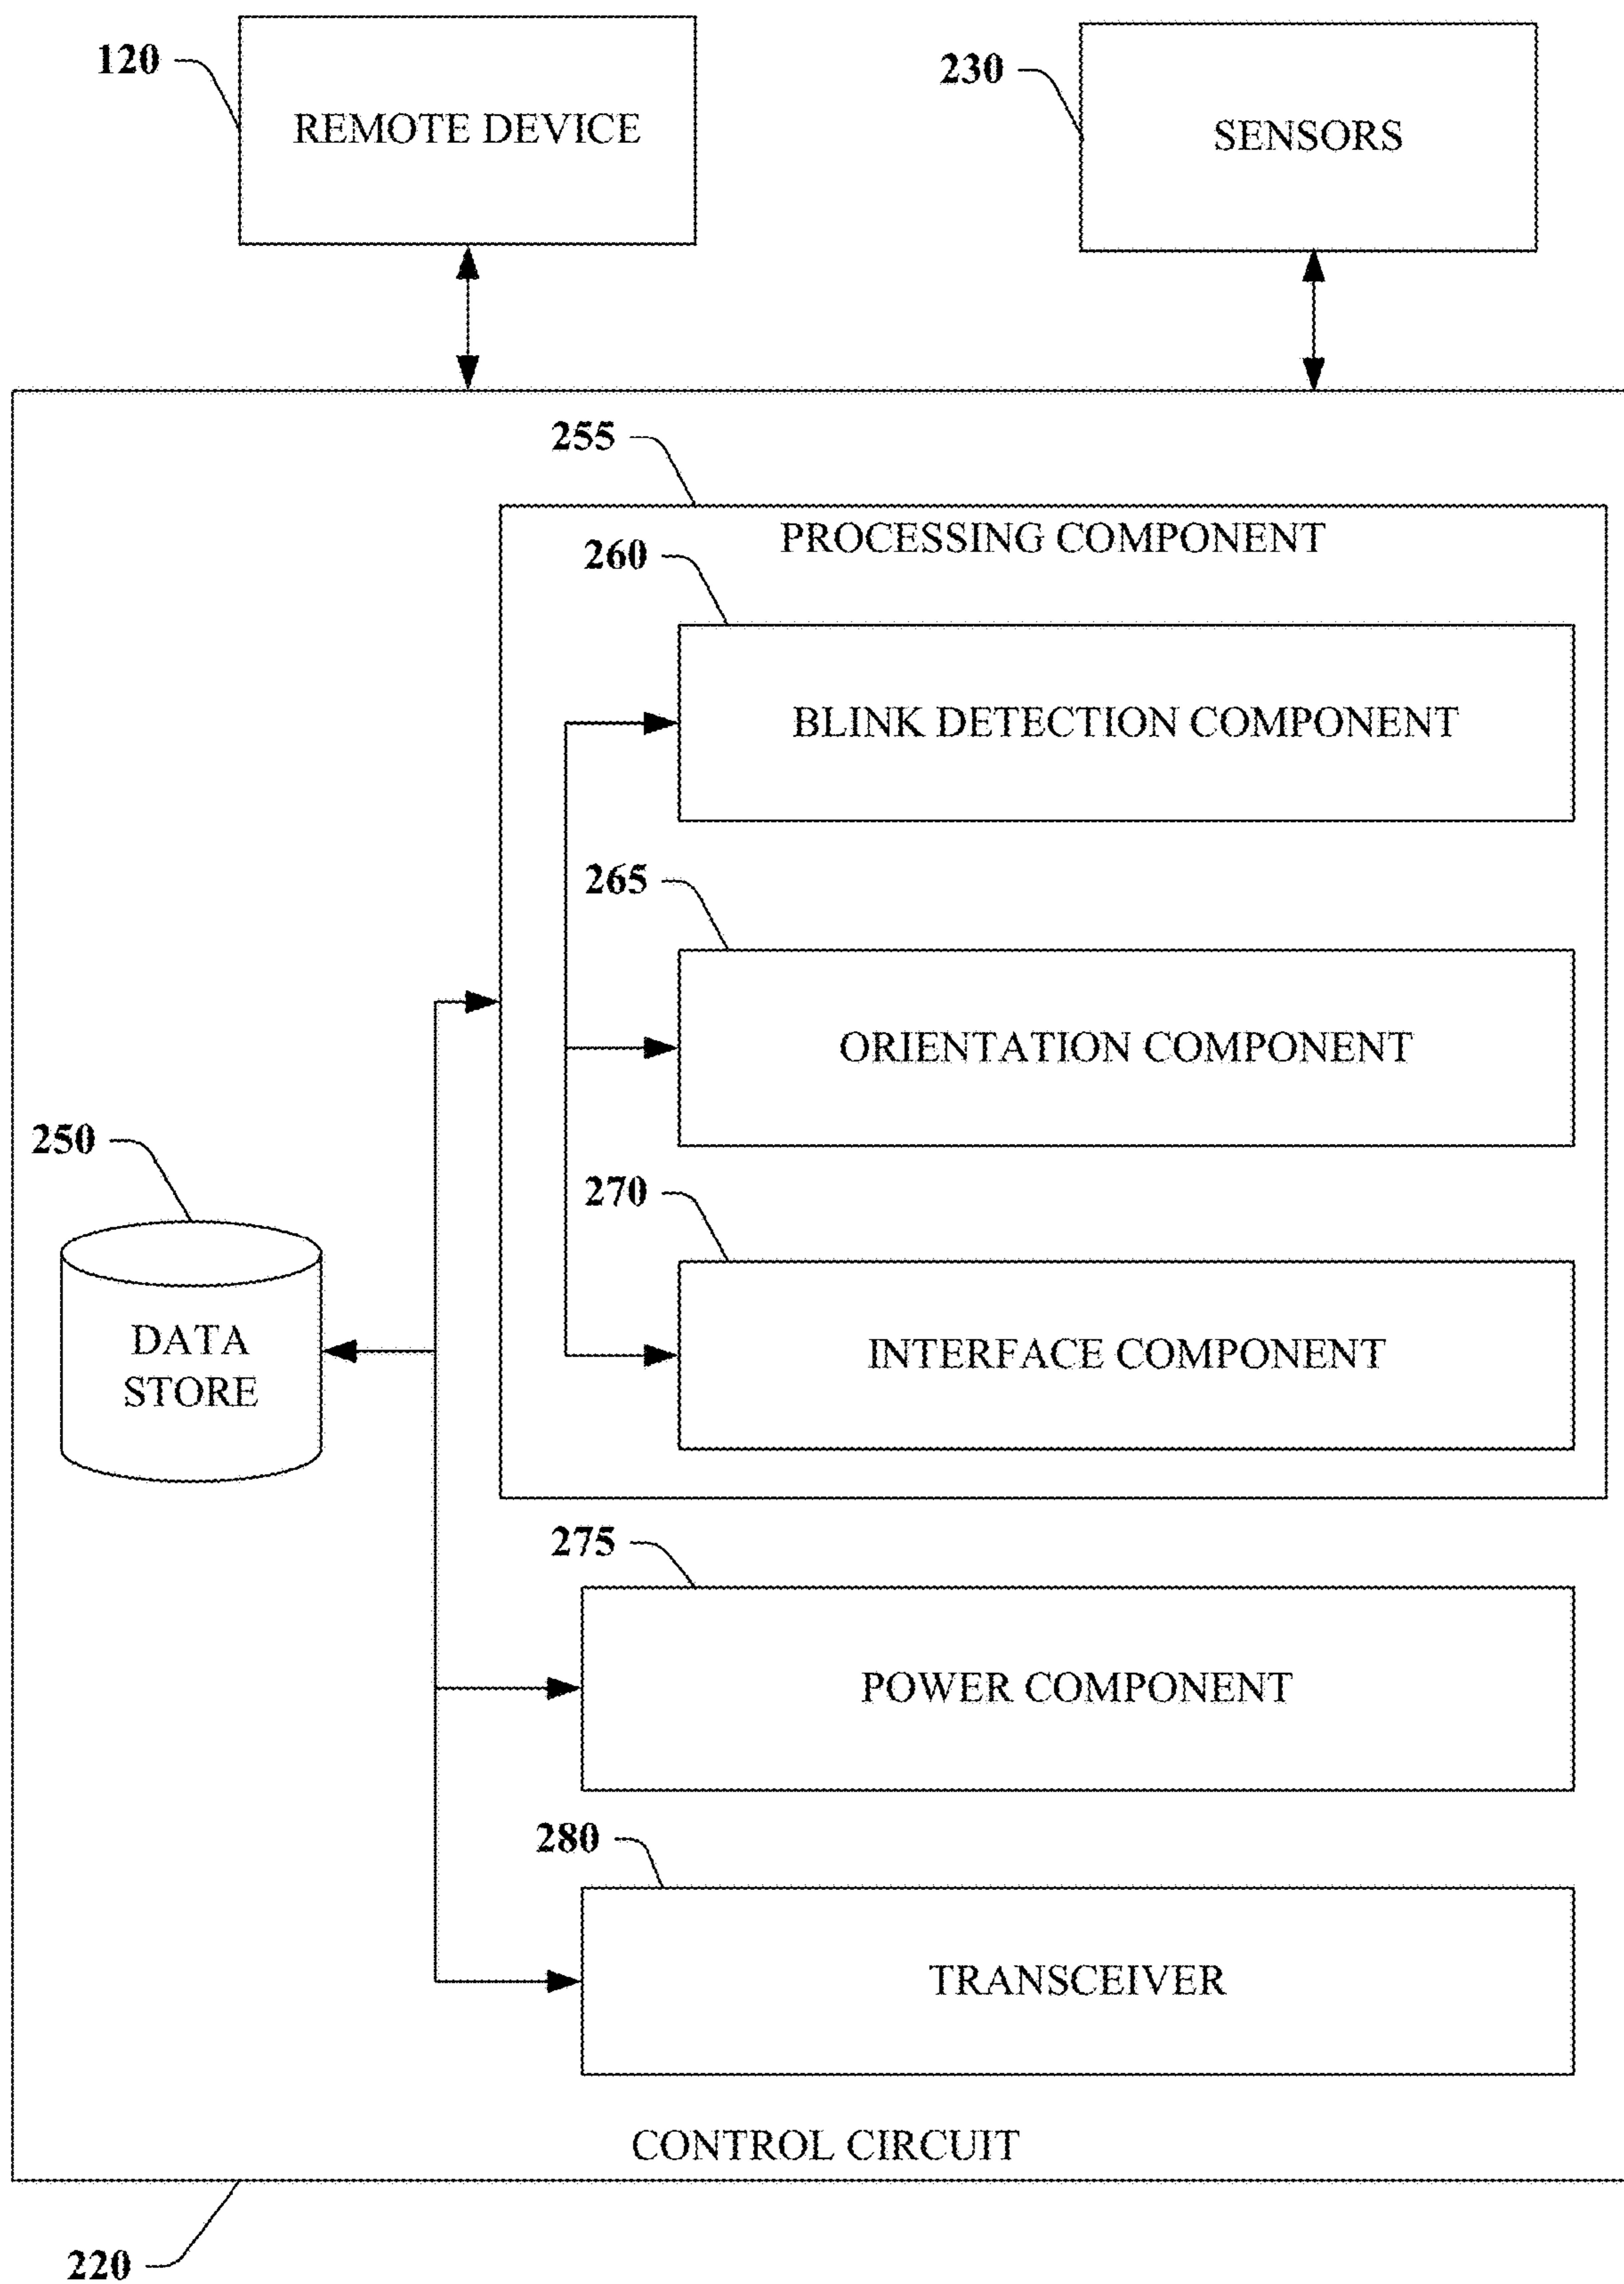 120
REMOTE DEVICE
230
SENSORS
255
PROCESSING COMPONENT
260
BLINK DETECTION COMPONENT
265
ORIENTATION COMPONENT
250
DATA
STORE
270
INTERFACE COMPONENT
275
POWER COMPONENT
280
TRANSCEIVER
CONTROL CIRCUIT
220